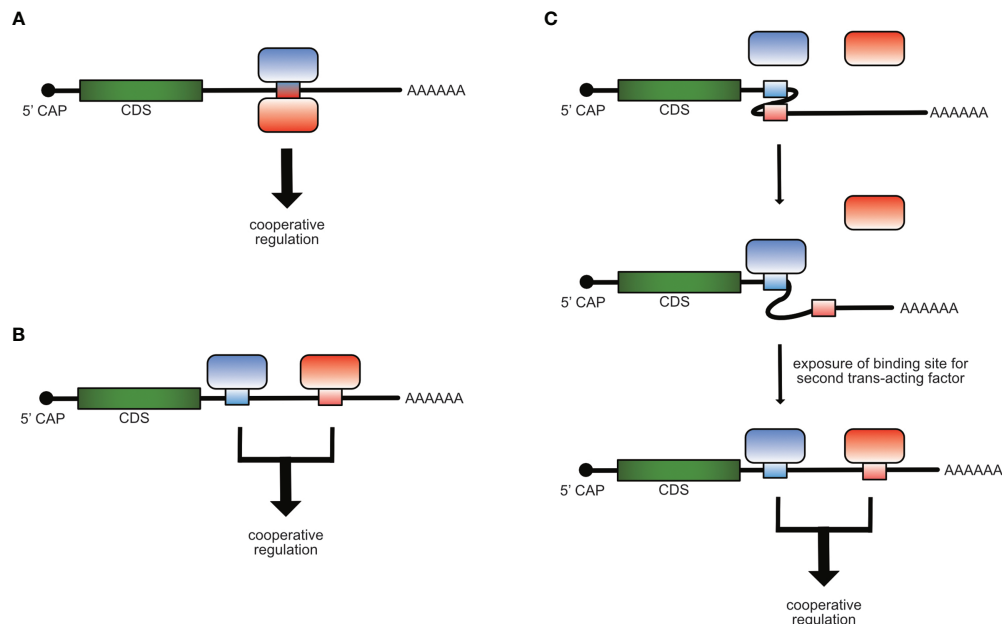 A
5' CAP
CDS
AAAAAA
cooperative
regulation
B
5' CAP
CDS
AAAAAA
cooperative
regulation
C
5' CAP
CDS
AAAAAA
5' CAP
CDS
AAAAAA
exposure of binding site for
second trans-acting factor
5' CAP
CDS
AAAAAA
cooperative
regulation